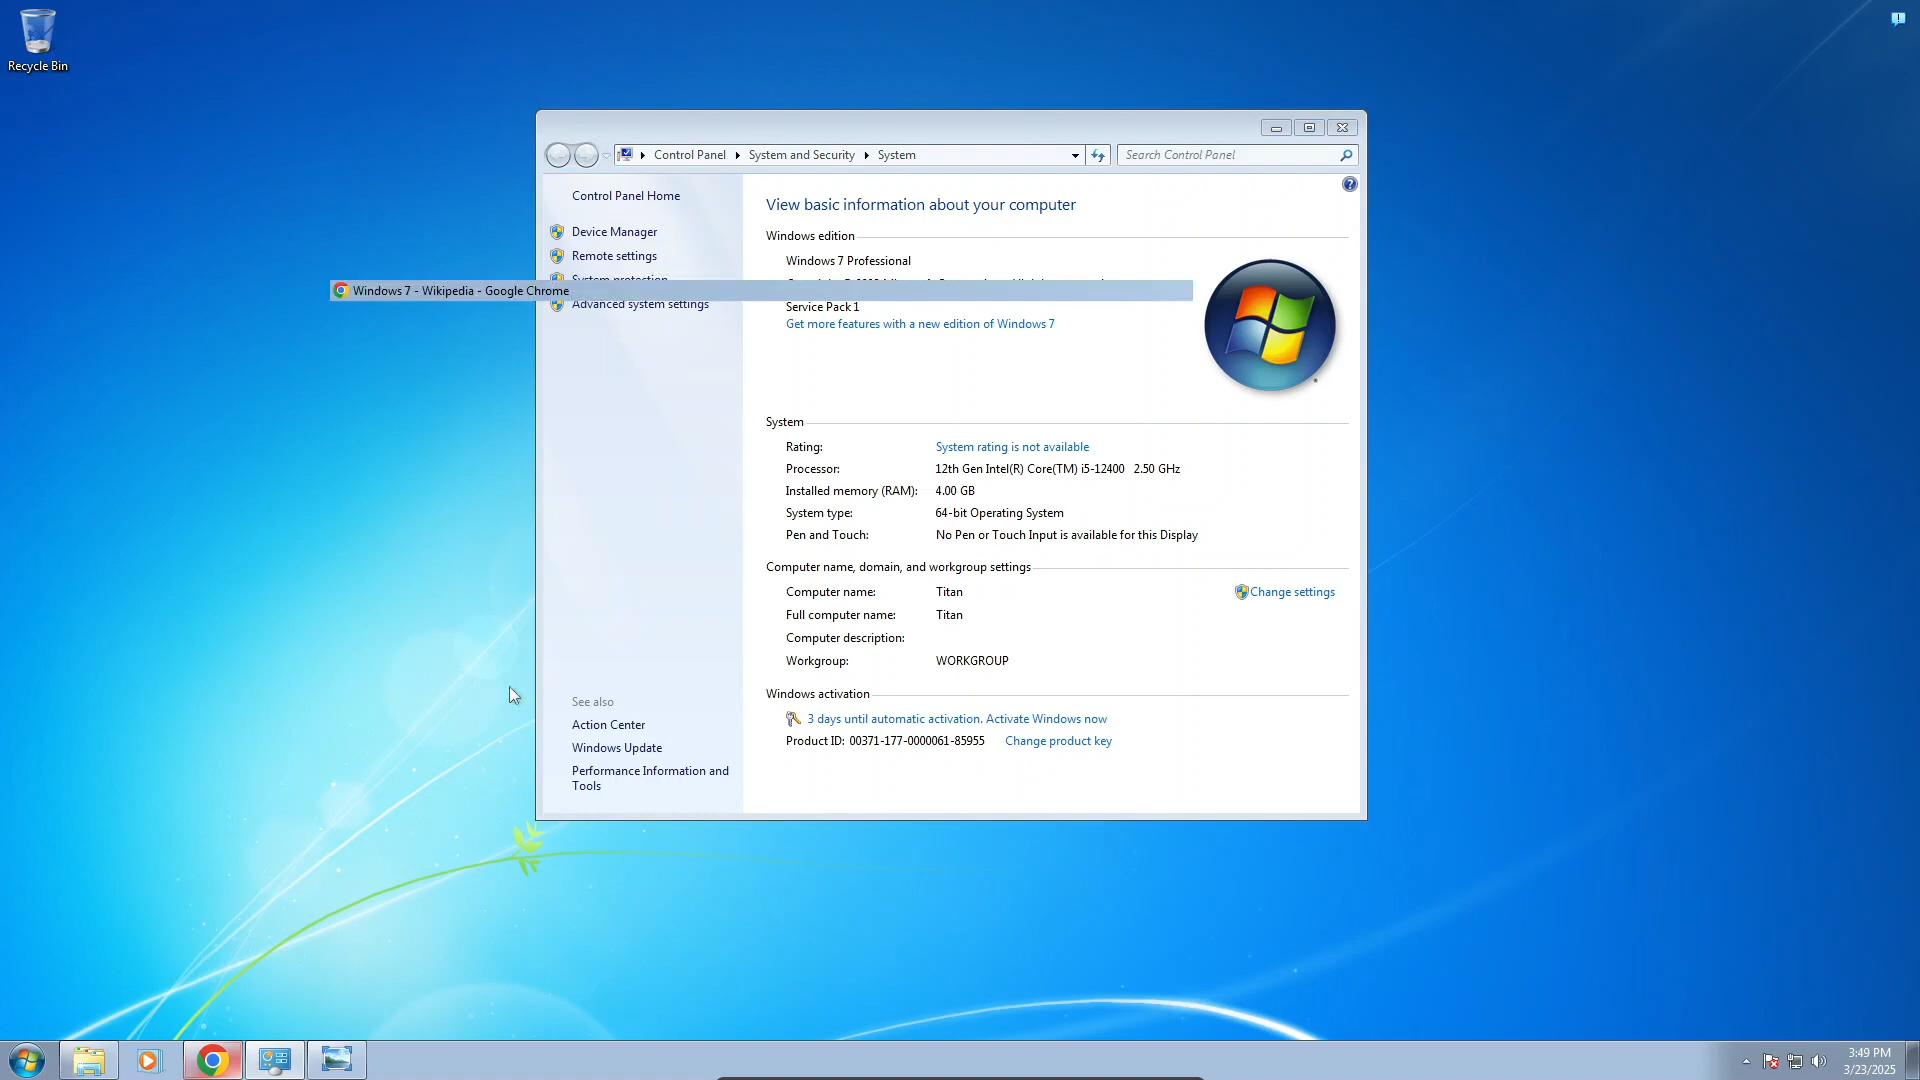 Recycle Bin
Control Panel
System and Security
System
Search Control Panel
Control Panel Home
Device Manager
Remote settings
System protection
Windows 7 - Wikipedia - Google Chrome
Advanced system settings
View basic information about your computer
Windows edition
Windows 7 Professional
Service Pack 1
Get more features with a new edition of Windows 7
System
Rating: System rating is not available
Processor: 12th Gen Intel(R) Core(TM) i5-12400 2.50 GHz
Installed memory (RAM): 4.00 GB
System type: 64-bit Operating System
Pen and Touch: No Pen or Touch Input is available for this Display
Computer name, domain, and workgroup settings
Computer name: Titan
Change settings
Full computer name: Titan
Computer description:
Workgroup: WORKGROUP
Windows activation
3 days until automatic activation. Activate Windows now
Product ID: 00371-177-0000061-85955 Change product key
See also
Action Center
Windows Update
Performance Information and
Tools
3:49 PM
3/23/2025